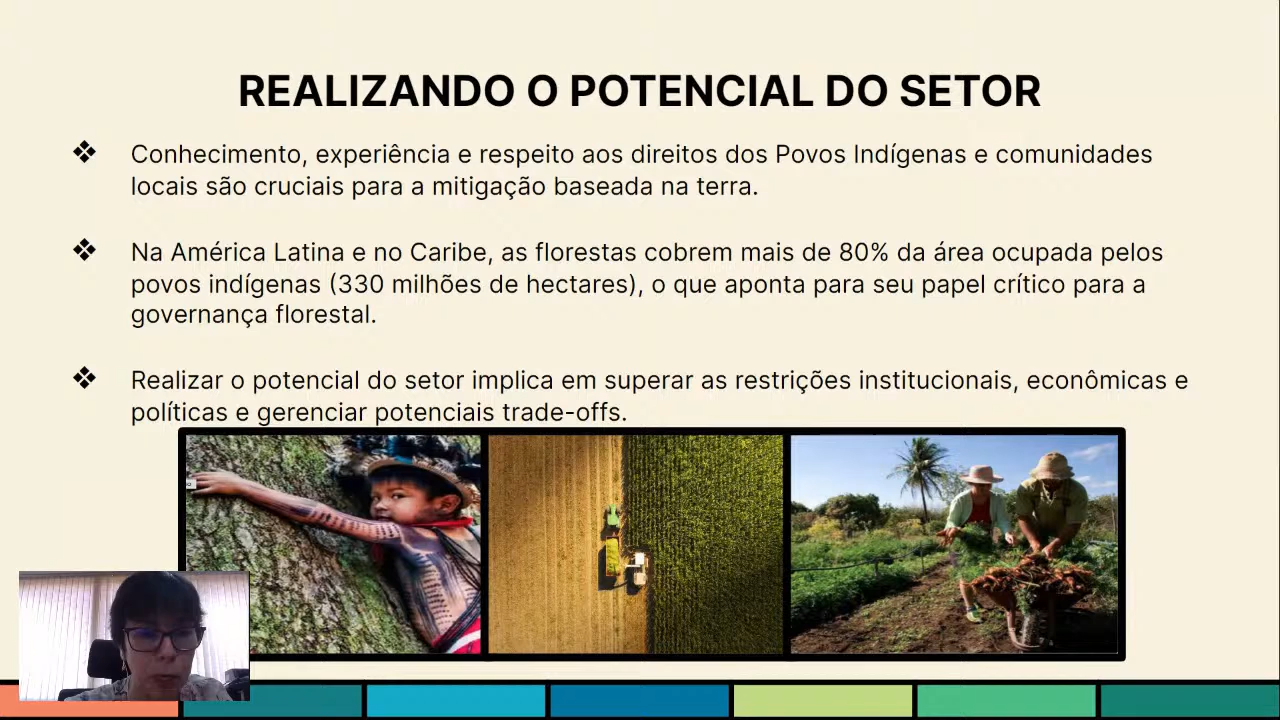 REALIZANDO O POTENCIAL DO SETOR
❖ Conhecimento, experiência e respeito aos direitos dos Povos Indígenas e comunidades
locais são cruciais para a mitigação baseada na terra.
❖ Na América Latina e no Caribe, as florestas cobrem mais de 80% da área ocupada pelos
povos indígenas (330 milhões de hectares), o que aponta para seu papel crítico para a
governança florestal.
❖ Realizar o potencial do setor implica em superar as restrições institucionais, econômicas e
políticas e gerenciar potenciais trade-offs.